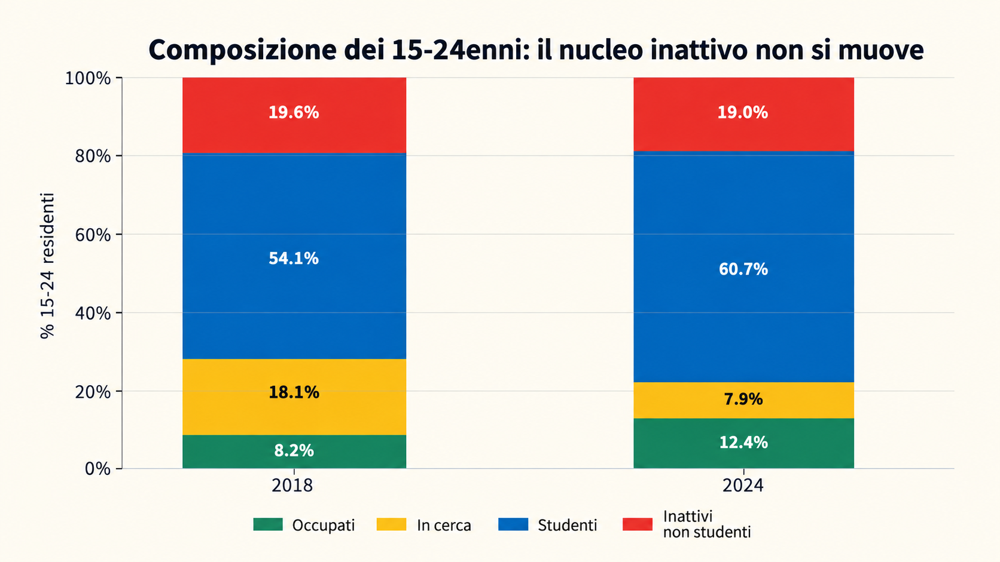 Composizione dei 15-24enni: il nucleo inattivo non si muove
% 15-24 residenti
100%
80%
60%
40%
20%
0%
19.6%
54.1%
18.1%
8.2%
19.0%
60.7%
7.9%
12.4%
2018
2024
Occupati
In cerca
Studenti
Inattivi
non studenti